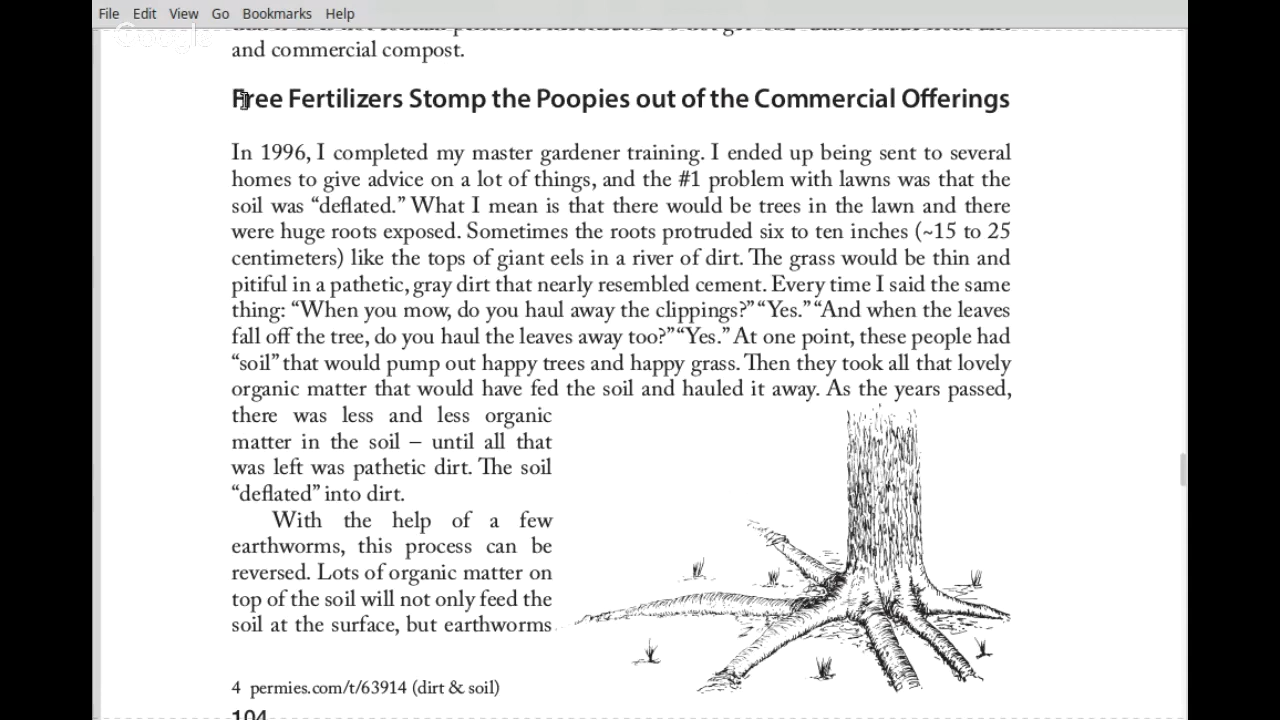 File Edit View Go Bookmarks Help
Google
and commercial compost.
Free Fertilizers Stomp the Poopies out of the Commercial Offerings
In 1996, I completed my master gardener training. I ended up being sent to several
homes to give advice on a lot of things, and the #1 problem with lawns was that the
soil was “deflated.” What I mean is that there would be trees in the lawn and there
were huge roots exposed. Sometimes the roots protruded six to ten inches (~15 to 25
centimeters) like the tops of giant eels in a river of dirt. The grass would be thin and
pitiful in a pathetic, gray dirt that nearly resembled cement. Every time I said the same
thing: “When you mow, do you haul away the clippings?” “Yes.” “And when the leaves
fall off the tree, do you haul the leaves away too?” “Yes.” At one point, these people had
“soil” that would pump out happy trees and happy grass. Then they took all that lovely
organic matter that would have fed the soil and hauled it away. As the years passed,
there was less and less organic
matter in the soil – until all that
was left was pathetic dirt. The soil
“deflated” into dirt.
With the help of a few
earthworms, this process can be
reversed. Lots of organic matter on
top of the soil will not only feed the
soil at the surface, but earthworms
4 permies.com/t/63914 (dirt & soil)
104